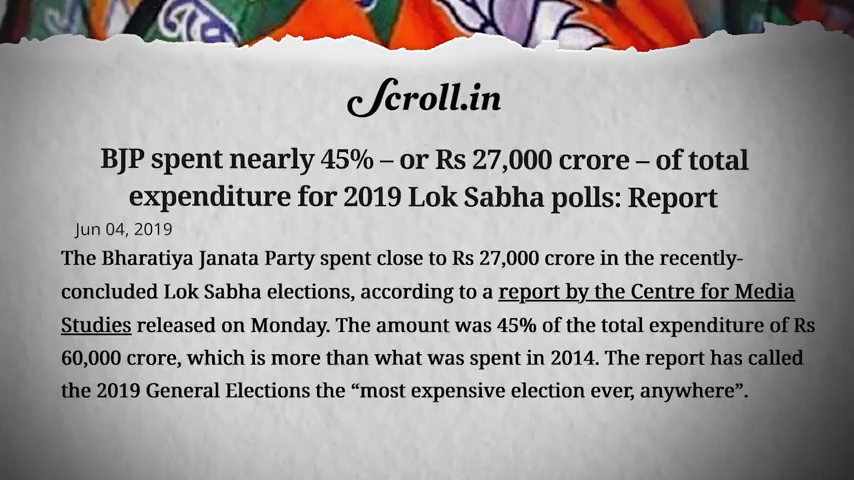 Scroll.in
BJP spent nearly 45% – or Rs 27,000 crore – of total
expenditure for 2019 Lok Sabha polls: Report
Jun 04, 2019
The Bharatiya Janata Party spent close to Rs 27,000 crore in the recently-
concluded Lok Sabha elections, according to a report by the Centre for Media
Studies released on Monday. The amount was 45% of the total expenditure of Rs
60,000 crore, which is more than what was spent in 2014. The report has called
the 2019 General Elections the “most expensive election ever, anywhere”.